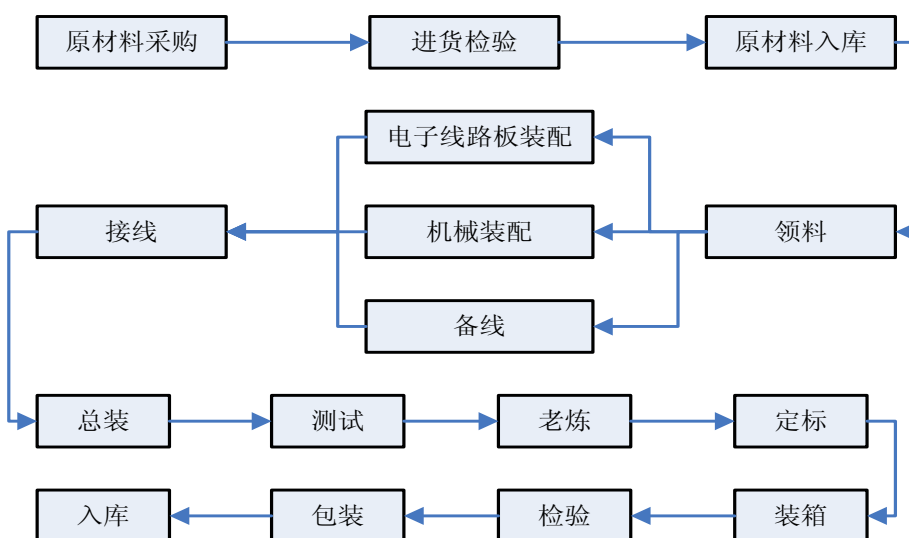 原材料采购
进货检验
原材料入库
电子线路板装配
接线
机械装配
领料
备线
总装
测试
老炼
定标
入库
包装
检验
装箱